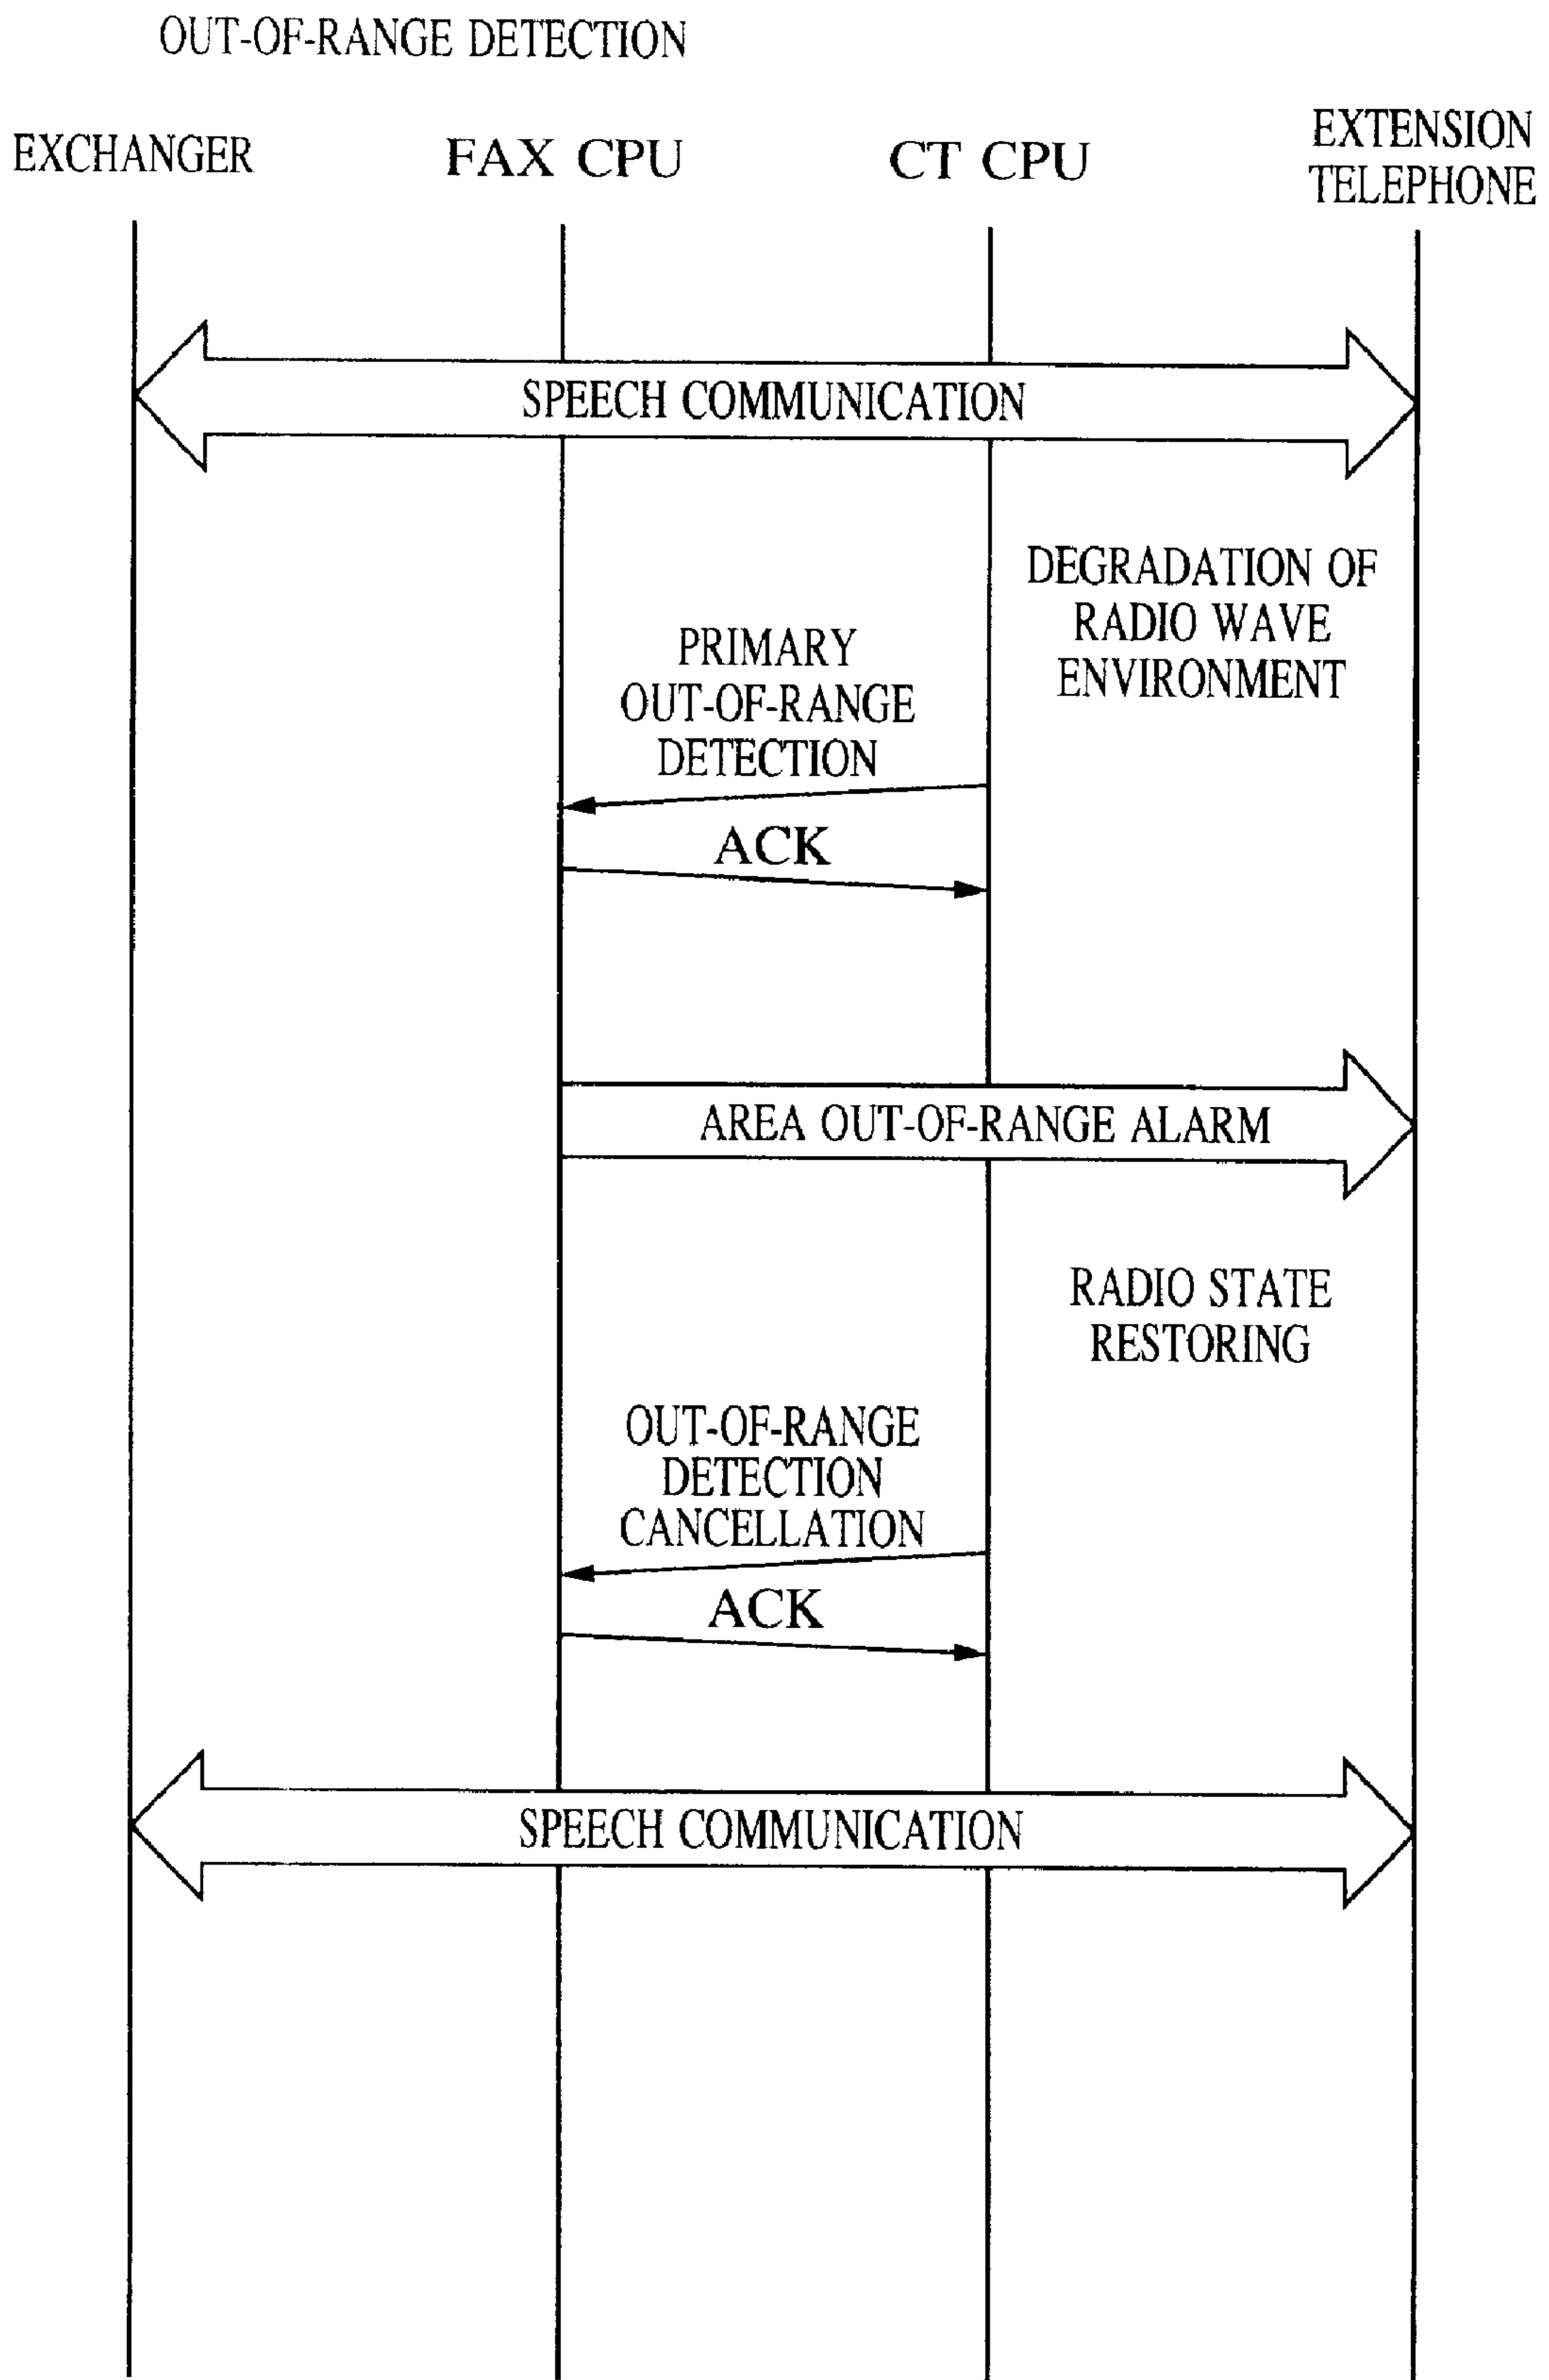 OUT-OF-RANGE DETECTION
EXCHANGER
FAX CPU
CT CPU
EXTENSION
TELEPHONE
SPEECH COMMUNICATION
DEGRADATION OF
RADIO WAVE
ENVIRONMENT
PRIMARY
OUT-OF-RANGE
DETECTION
ACK
AREA OUT-OF-RANGE ALARM
RADIO STATE
RESTORING
OUT-OF-RANGE
DETECTION
CANCELLATION
ACK
SPEECH COMMUNICATION